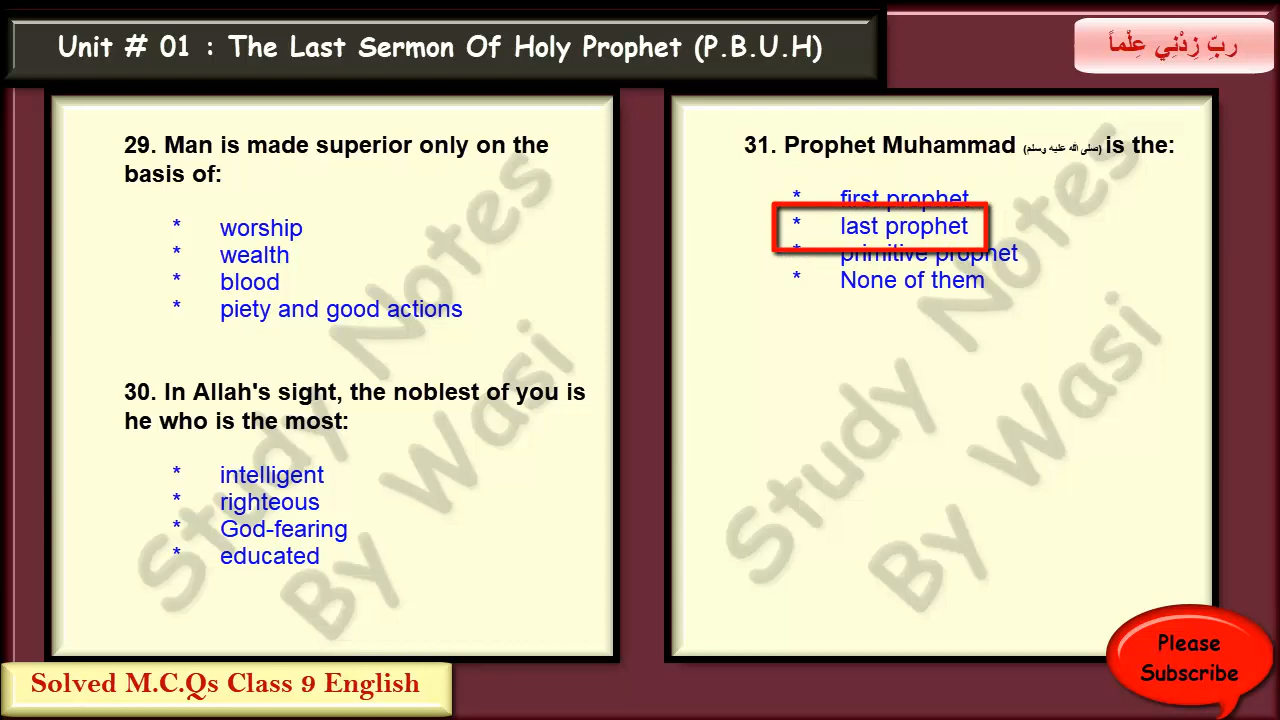 Unit # 01 : The Last Sermon Of Holy Prophet (P.B.U.H)
رَبِّ زِدْنِي عِلْماً
29. Man is made superior only on the
basis of:
* worship
* wealth
* blood
* piety and good actions
30. In Allah's sight, the noblest of you is
he who is the most:
* intelligent
* righteous
* God-fearing
* educated
31. Prophet Muhammad (صلى الله عليه وسلم) is the:
* first prophet
* last prophet
* primitive prophet
* None of them
Study Notes
By Wasi
Study Notes
By Wasi
Solved M.C.Qs Class 9 English
Please
Subscribe